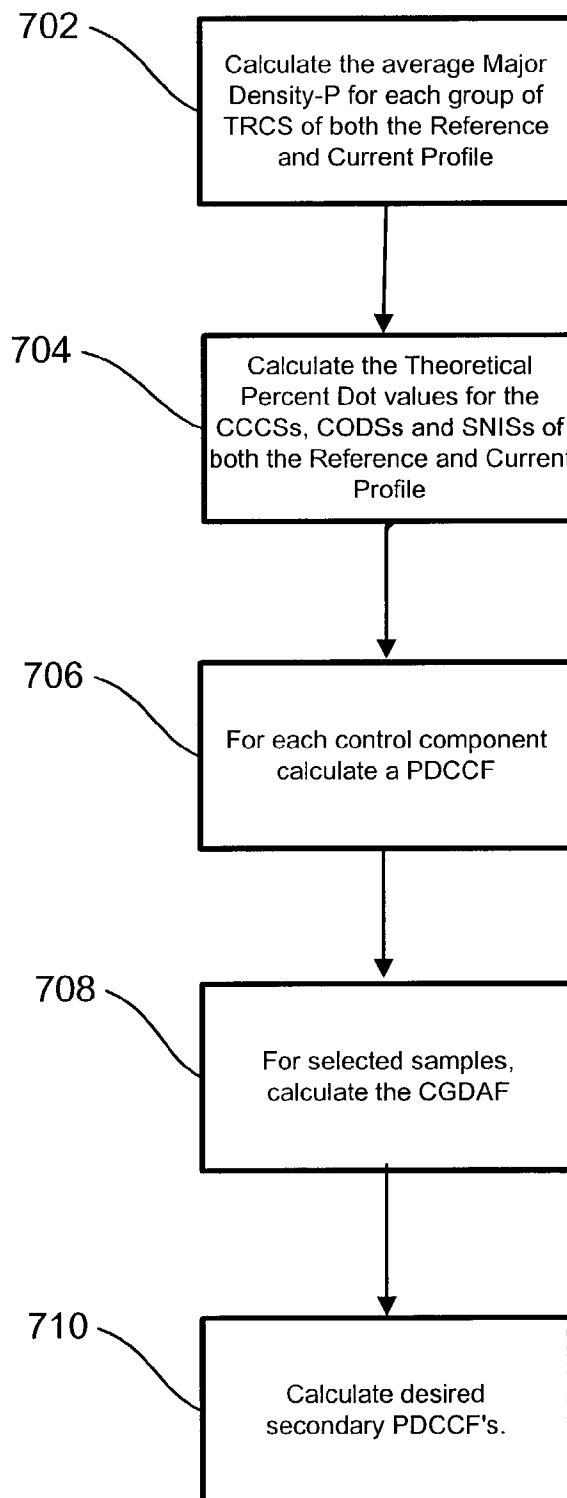 702
Calculate the average Major
Density-P for each group of
TRCS of both the Reference
and Current Profile
704
Calculate the Theoretical
Percent Dot values for the
CCCSs, CODSs and SNISs of
both the Reference and Current
Profile
706
For each control component
calculate a PDCCF
708
For selected samples,
calculate the CGDAF
710
Calculate desired
secondary PDCCF's.